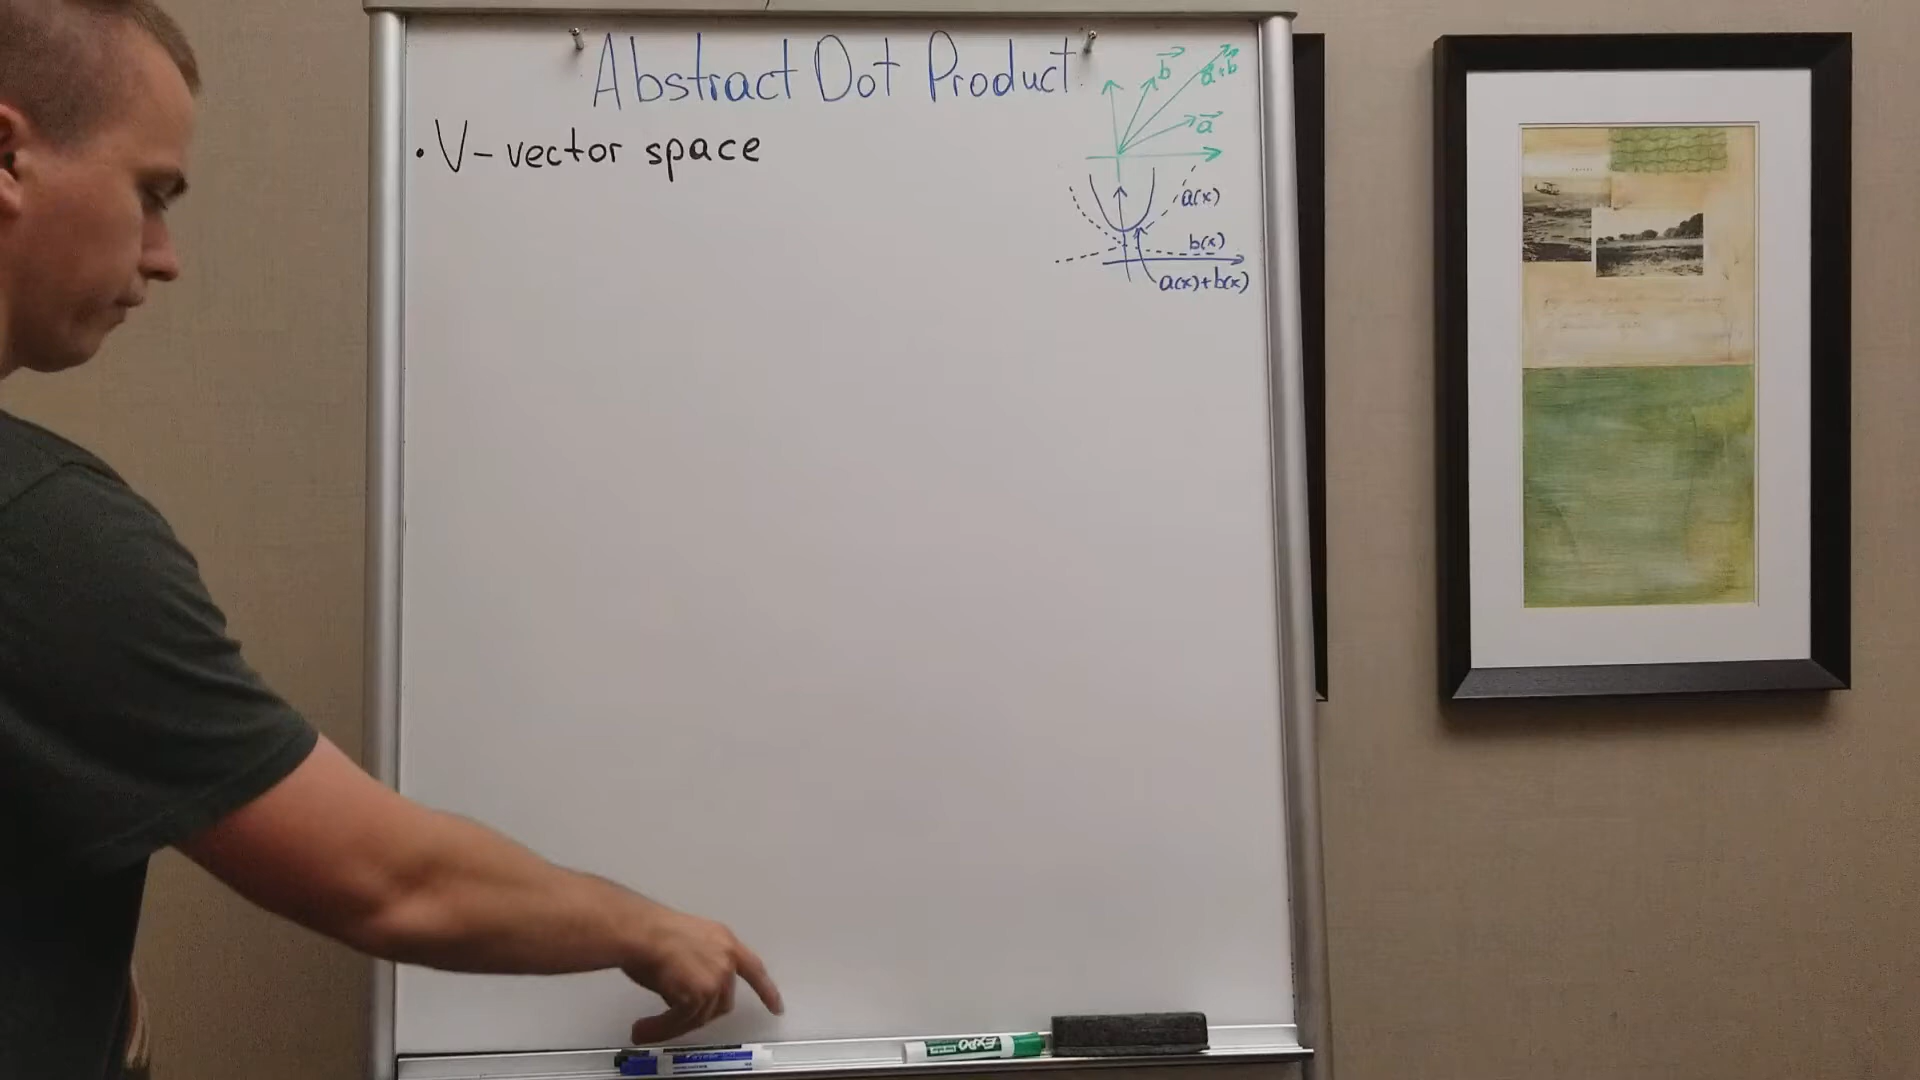 Abstract Dot Product
• V - vector space
b
a+b
a
a(x)
b(x)
a(x)+b(x)
EXPO